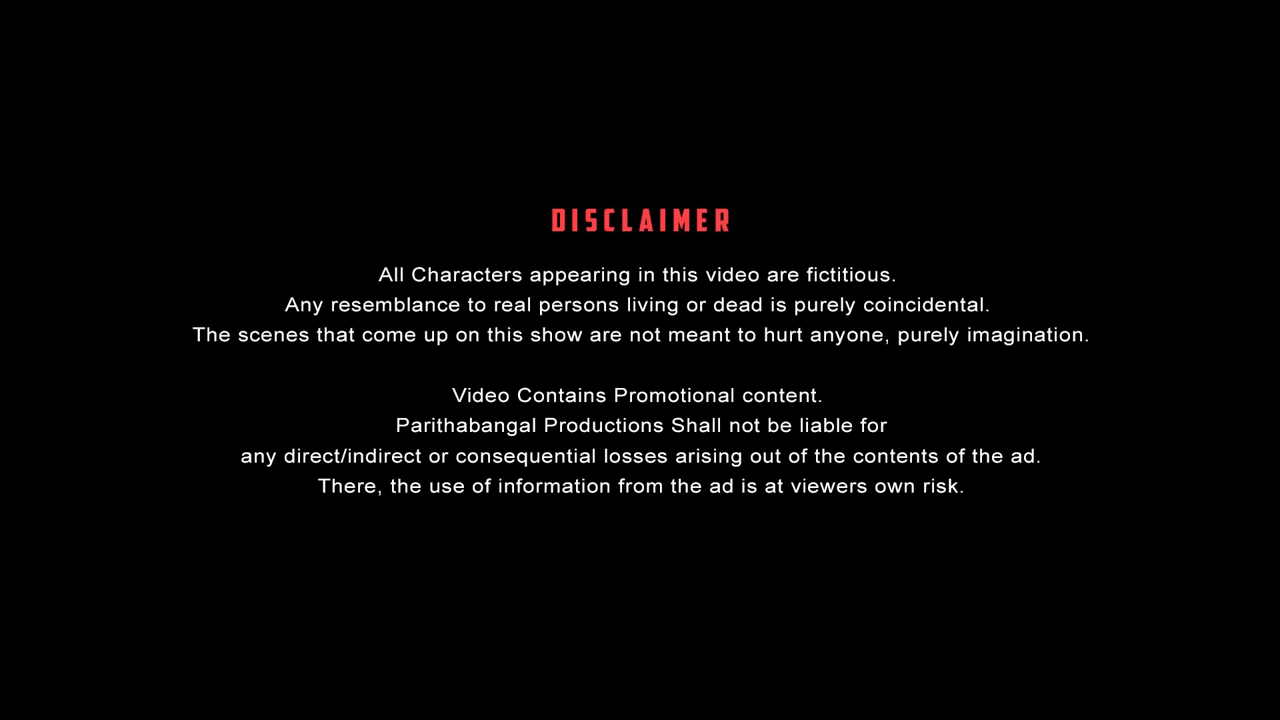 DISCLAIMER
All Characters appearing in this video are fictitious.
Any resemblance to real persons living or dead is purely coincidental.
The scenes that come up on this show are not meant to hurt anyone, purely imagination.
Video Contains Promotional content.
Parithabangal Productions Shall not be liable for
any direct/indirect or consequential losses arising out of the contents of the ad.
There, the use of information from the ad is at viewers own risk.